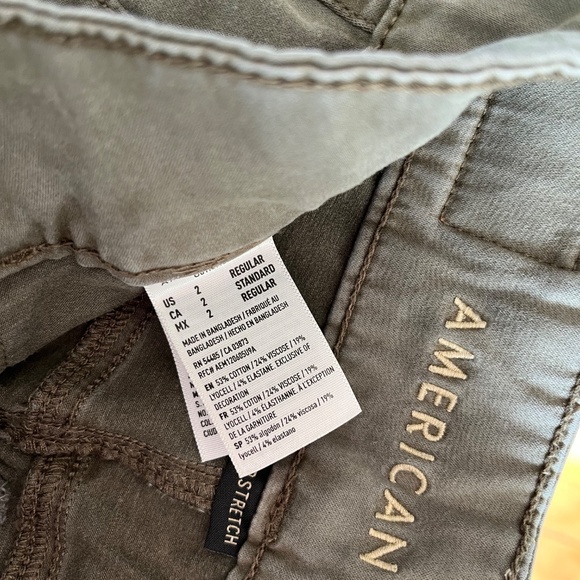 AMERICAN
US 2 REGULAR
CA 2 STANDARD
MX 2 REGULAR
MADE IN BANGLADESH / FABRIQUÉ AU
BANGLADESH / HECHO EN BANGLADESH
RN 54485 / CA 03873
RFC# AEM120605U9A
EN 53% COTTON / 24% VISCOSE / 19%
LYOCELL / 4% ELASTANE. EXCLUSIVE OF
DECORATION
FR 53% COTON / 24% VISCOSE / 19%
LYOCELL / 4% ÉLASTHANNE. À L'EXCEPTION
DE LA GARNITURE
SP 53% algodon / 24% viscosa / 19%
lyocell / 4% elastano
STRETCH
AMERICAN